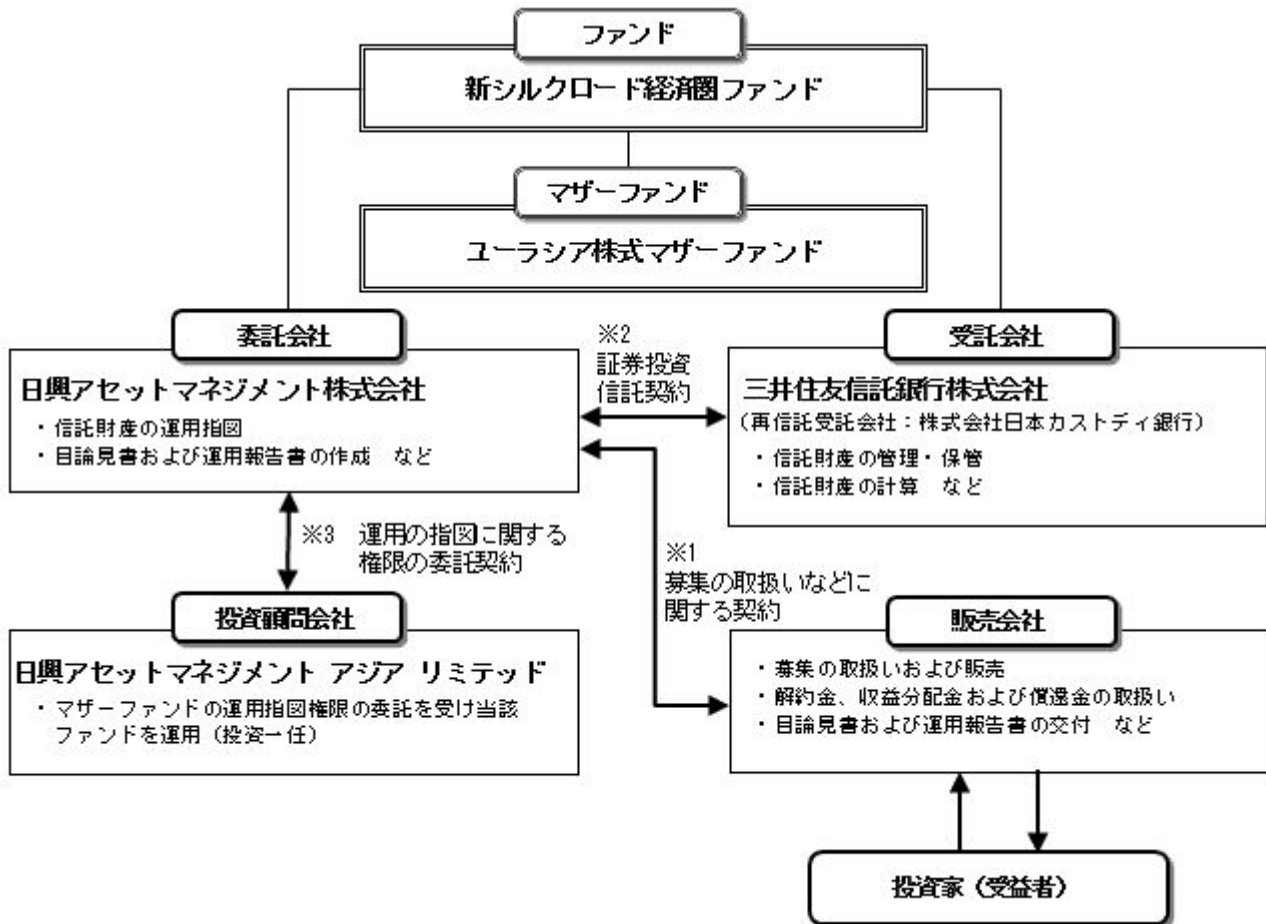 ファンド
新シルクロード経済圏ファンド
マザーファンド
ユーラシア株式マザーファンド
委託会社
日興アセットマネジメント株式会社
・信託財産の運用指図
・目論見書および運用報告書の作成　など
※2
証券投資
信託契約
受託会社
三井住友信託銀行株式会社
(再信託受託会社:株式会社日本カストディ銀行)
・信託財産の管理・保管
・信託財産の計算　など
※3　運用の指図に関する
権限の委託契約
※1
募集の取扱いなどに
関する契約
投資顧問会社
日興アセットマネジメント アジア リミテッド
・マザーファンドの運用指図権限の委託を受け当該
ファンドを運用(投資一任)
販売会社
・募集の取扱いおよび販売
・解約金、収益分配金および償還金の取扱い
・目論見書および運用報告書の交付　など
投資家(受益者)